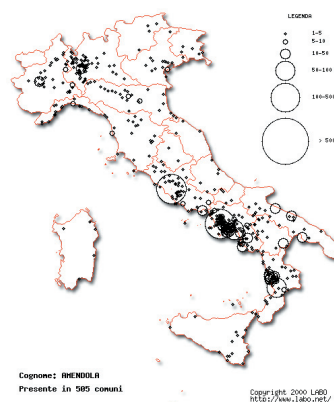 LEGENDA
1-5
5-10
10-50
50-100
100-500
> 500
Cognome: AMENDOLA
Presente in 505 comuni
Copyright 2000 LABO
http://www.labo.net/